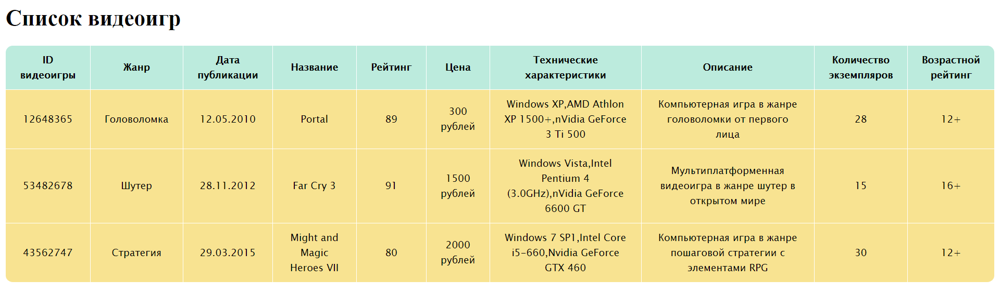 Список видеоигр
ID
видеоигры
Жанр
Дата
публикации
Название
Рейтинг
Цена
Технические
характеристики
Описание
Количество
экземпляров
Возрастной
рейтинг
12648365
Головоломка
12.05.2010
Portal
89
300
рублей
Windows XP,AMD Athlon
XP 1500+,nVidia GeForce
3 Ti 500
Компьютерная игра в жанре
головоломки от первого
лица
28
12+
53482678
Шутер
28.11.2012
Far Cry 3
91
1500
рублей
Windows Vista,Intel
Pentium 4
(3.0GHz),nVidia GeForce
6600 GT
Мультиплатформенная
видеоигра в жанре шутер в
открытом мире
15
16+
43562747
Стратегия
29.03.2015
Might and
Magic
Heroes VII
80
2000
рублей
Windows 7 SP1,Intel Core
i5-660,Nvidia GeForce
GTX 460
Компьютерная игра в жанре
пошаговой стратегии с
элементами RPG
30
12+